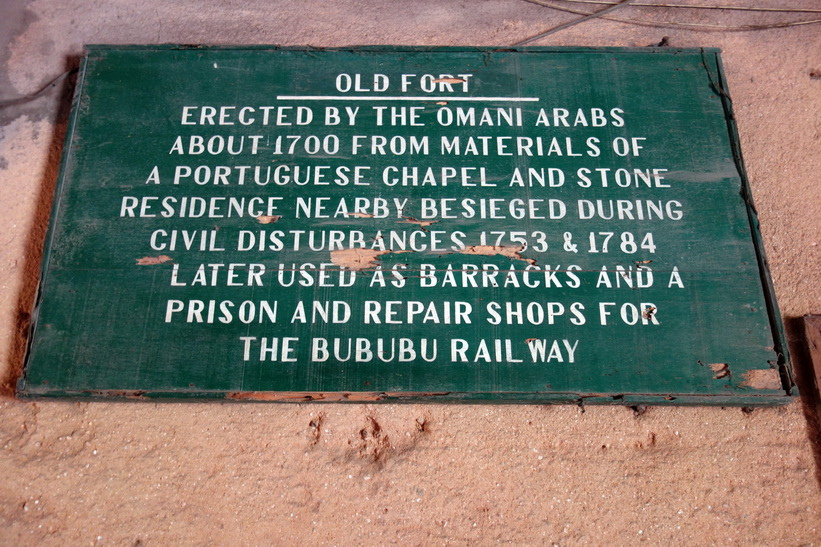 OLD FORT
ERECTED BY THE OMANI ARABS
ABOUT 1700 FROM MATERIALS OF
A PORTUGUESE CHAPEL AND STONE
RESIDENCE NEARBY BESIEGED DURING
CIVIL DISTURBANCES 1753 & 1784
LATER USED AS BARRACKS AND A
PRISON AND REPAIR SHOPS FOR
THE BUBUBU RAILWAY